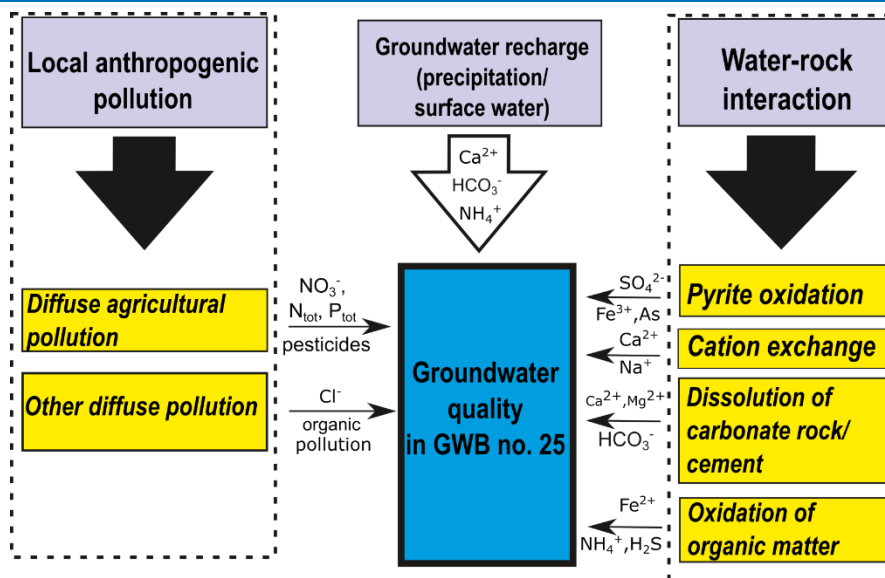 Local anthropogenic
pollution
Groundwater recharge
(precipitation/
surface water)
Water-rock
interaction
Ca²⁺
HCO₃⁻
NH₄⁺
Diffuse agricultural
pollution
NO₃⁻,
Nₜₒₜ, Pₜₒₜ
pesticides
Other diffuse pollution
Cl⁻
organic
pollution
Groundwater
quality
in GWB no. 25
SO₄²⁻
Fe³⁺,As
Pyrite oxidation
Ca²⁺
Na⁺
Cation exchange
Ca²⁺,Mg²⁺
HCO₃⁻
Dissolution of
carbonate rock/
cement
Fe²⁺
NH₄⁺,H₂S
Oxidation of
organic matter